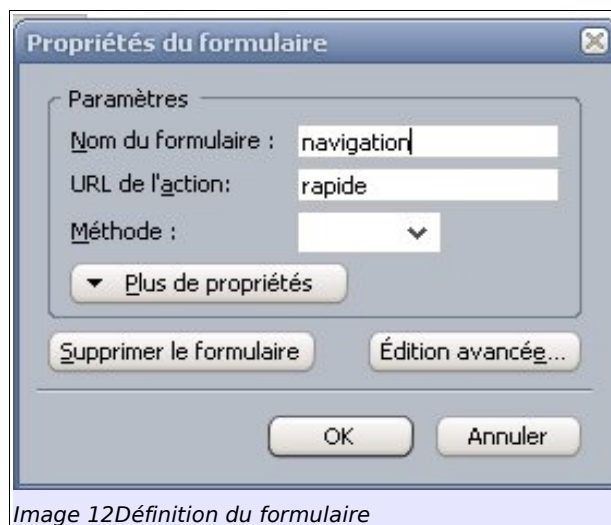 Propriétés du formulaire
Paramètres
Nom du formulaire : navigation
URL de l'action: rapide
Méthode :
Plus de propriétés
Supprimer le formulaire Édition avancée...
OK Annuler
Image 12Définition du formulaire